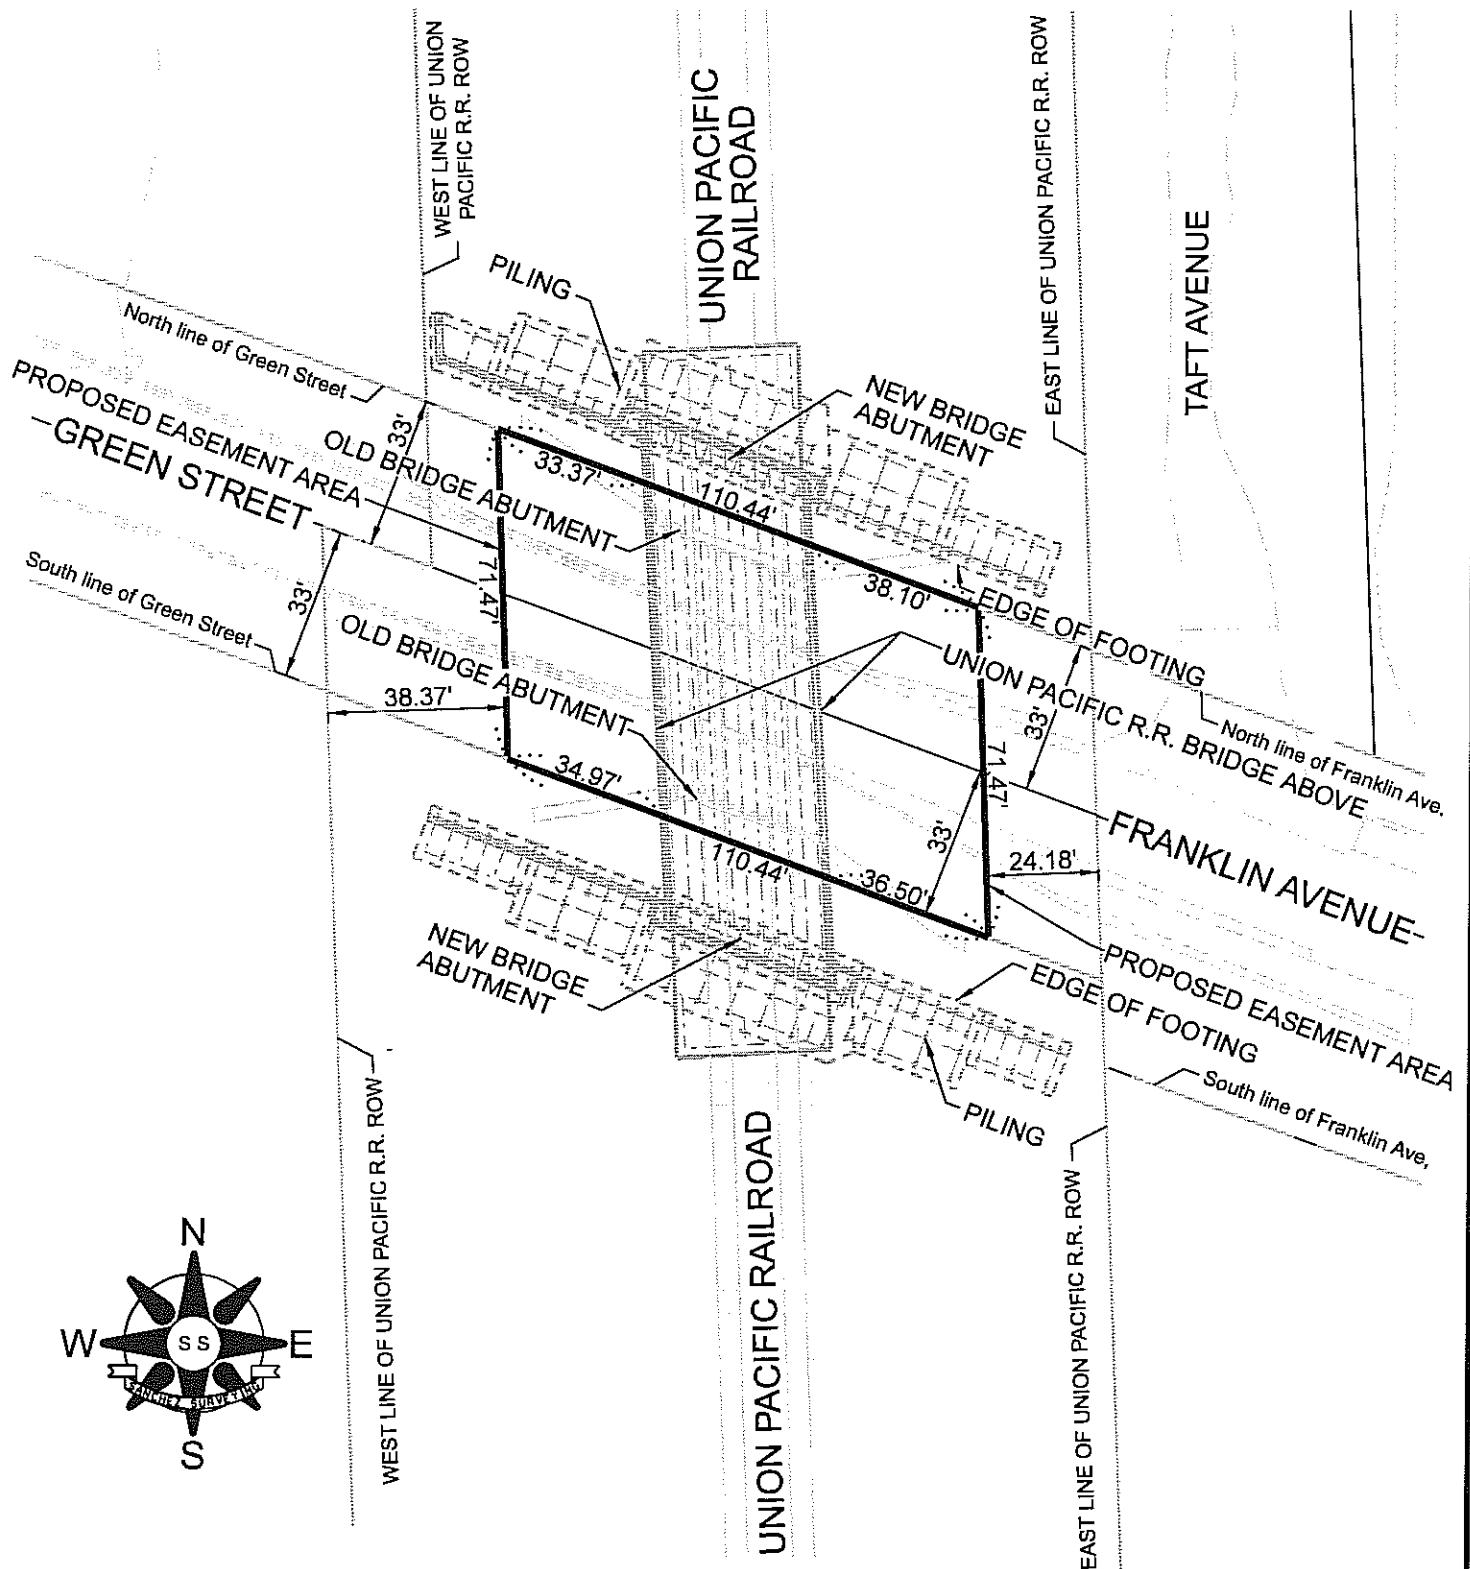 WEST LINE OF UNION
PACIFIC R.R. ROW
UNION PACIFIC
RAILROAD
EAST LINE OF UNION PACIFIC R.R. ROW
TAFT AVENUE
PILING
North line of Green Street
PROPOSED EASEMENT AREA
GREEN STREET
33'
OLD BRIDGE ABUTMENT
33.37'
110.44'
NEW BRIDGE
ABUTMENT
38.10'
EDGE OF FOOTING
South line of Green Street
33'
71.47'
OLD BRIDGE ABUTMENT
38.37'
34.97'
110.44'
36.50'
33'
71.47'
33'
UNION PACIFIC R.R. BRIDGE ABOVE
North line of Franklin Ave.
24.18'
FRANKLIN AVENUE
NEW BRIDGE
ABUTMENT
PROPOSED EASEMENT AREA
EDGE OF FOOTING
South line of Franklin Ave.
PILING
WEST LINE OF UNION PACIFIC R.R. ROW
UNION PACIFIC RAILROAD
EAST LINE OF UNION PACIFIC R.R. ROW
N
W
S S
E
SANCHEZ SURVEYING
S